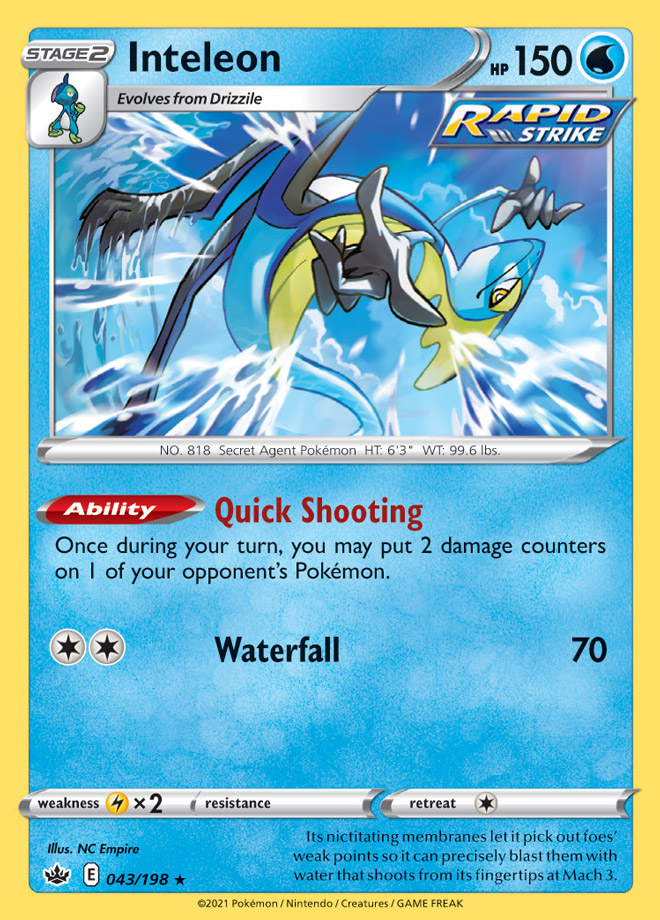 STAGE 2
Inteleon
HP 150
Evolves from Drizzile
RAPID
STRIKE
NO. 818 Secret Agent Pokémon HT: 6'3" WT: 99.6 lbs.
Ability Quick Shooting
Once during your turn, you may put 2 damage counters
on 1 of your opponent's Pokémon.
Waterfall 70
weakness ×2 resistance retreat
Illus. NC Empire
Its nictitating membranes let it pick out foes'
weak points so it can precisely blast them with
water that shoots from its fingertips at Mach 3.
E 043/198 ★
©2021 Pokémon / Nintendo / Creatures / GAME FREAK